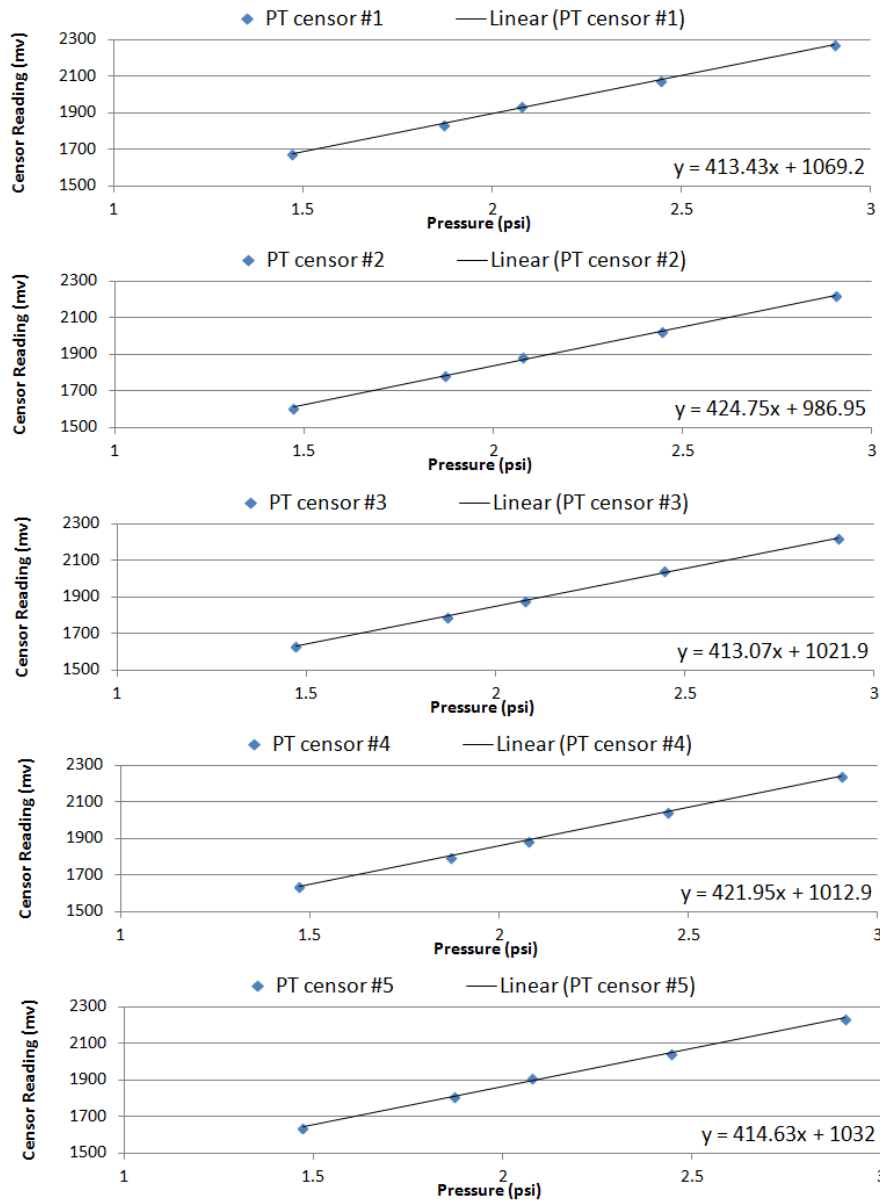 PT censor #1 Linear (PT censor #1)
Censor Reading (mv)
2300
2100
1900
1700
1500
y = 413.43x + 1069.2
1 1.5 2 2.5 3
Pressure (psi)
PT censor #2 Linear (PT censor #2)
Censor Reading (mv)
2300
2100
1900
1700
1500
y = 424.75x + 986.95
1 1.5 2 2.5 3
Pressure (psi)
PT censor #3 Linear (PT censor #3)
Censor Reading (mv)
2300
2100
1900
1700
1500
y = 413.07x + 1021.9
1 1.5 2 2.5 3
Pressure (psi)
PT censor #4 Linear (PT censor #4)
Censor Reading (mv)
2300
2100
1900
1700
1500
y = 421.95x + 1012.9
1 1.5 2 2.5 3
Pressure (psi)
PT censor #5 Linear (PT censor #5)
Censor Reading (mv)
2300
2100
1900
1700
1500
y = 414.63x + 1032
1 1.5 2 2.5 3
Pressure (psi)